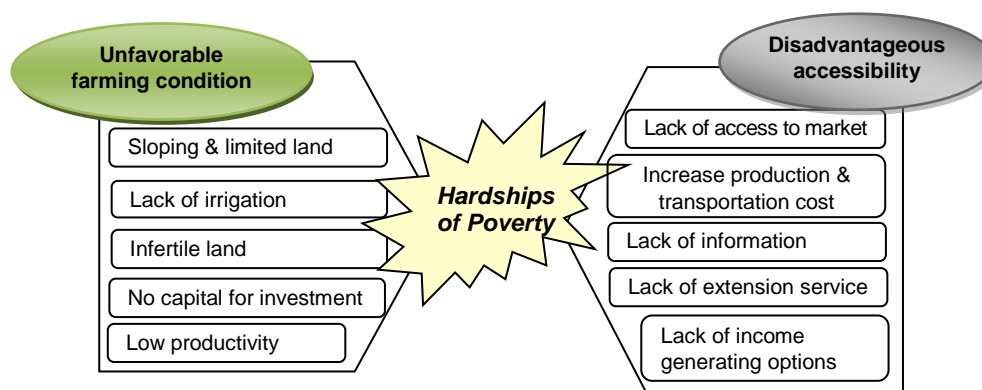 Unfavorable
farming condition
Sloping & limited land
Lack of irrigation
Infertile land
No capital for investment
Low productivity
Hardships
of Poverty
Disadvantageous
accessibility
Lack of access to market
Increase production &
transportation cost
Lack of information
Lack of extension service
Lack of income
generating options